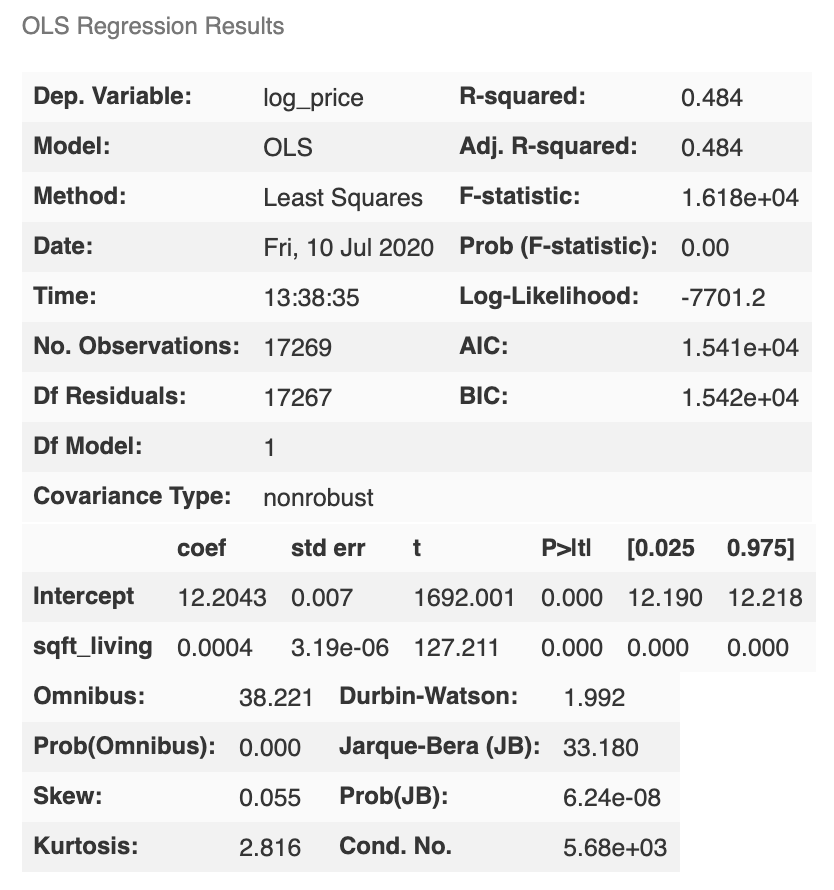 OLS Regression Results
Dep. Variable: log_price R-squared: 0.484
Model: OLS Adj. R-squared: 0.484
Method: Least Squares F-statistic: 1.618e+04
Date: Fri, 10 Jul 2020 Prob (F-statistic): 0.00
Time: 13:38:35 Log-Likelihood: -7701.2
No. Observations: 17269 AIC: 1.541e+04
Df Residuals: 17267 BIC: 1.542e+04
Df Model: 1
Covariance Type: nonrobust
coef std err t P>|t| [0.025 0.975]
Intercept 12.2043 0.007 1692.001 0.000 12.190 12.218
sqft_living 0.0004 3.19e-06 127.211 0.000 0.000 0.000
Omnibus: 38.221 Durbin-Watson: 1.992
Prob(Omnibus): 0.000 Jarque-Bera (JB): 33.180
Skew: 0.055 Prob(JB): 6.24e-08
Kurtosis: 2.816 Cond. No. 5.68e+03